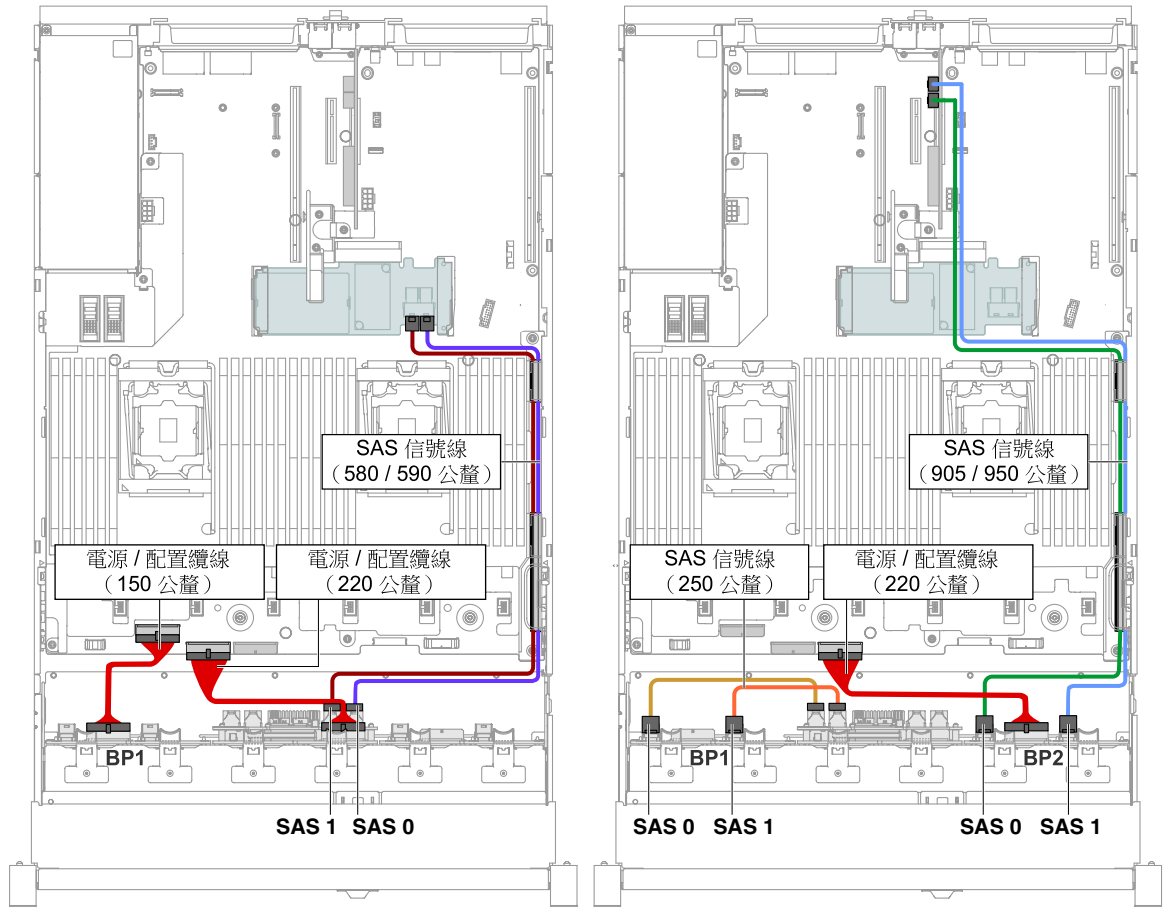 SAS 信號線
（580 / 590 公釐）
電源 / 配置纜線
（150 公釐）
電源 / 配置纜線
（220 公釐）
BP1
SAS 1
SAS 0
SAS 信號線
（905 / 950 公釐）
SAS 信號線
（250 公釐）
電源 / 配置纜線
（220 公釐）
BP1
BP2
SAS 0
SAS 1
SAS 0
SAS 1